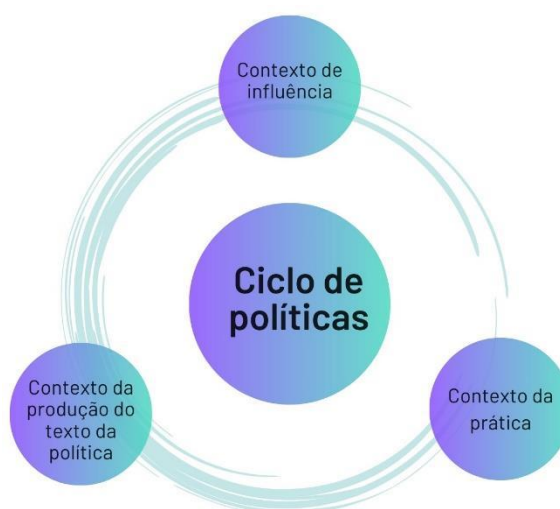 Contexto de
influência
Ciclo de
políticas
Contexto da
produção do
texto da
política
Contexto da
prática